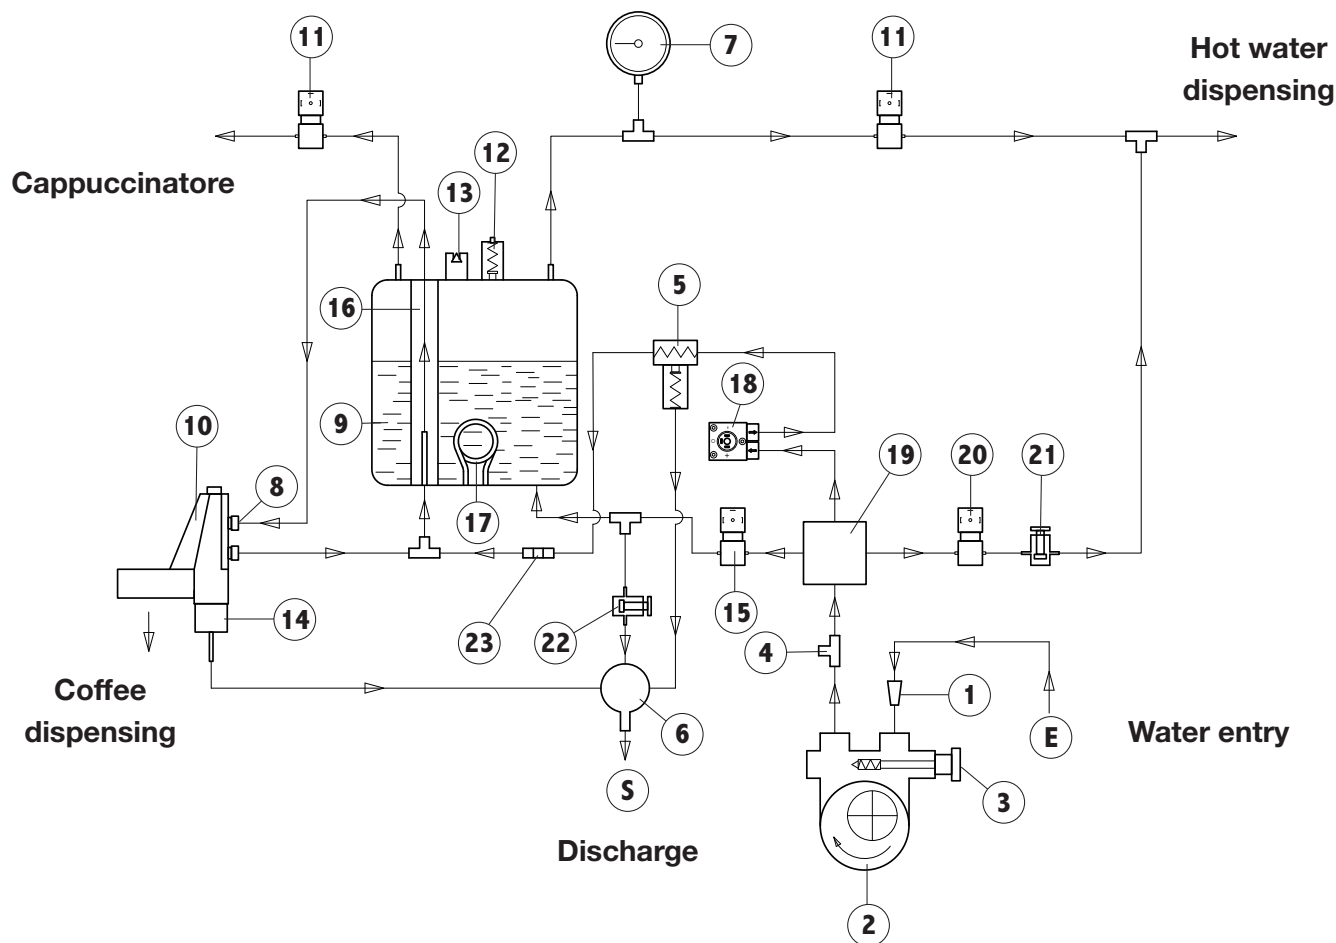 11
7
11
Hot water
dispensing
12
Cappuccinatore
13
5
16
18
9
10
19
20
21
8
17
14
23
22
15
4
Coffee
dispensing
1
6
E
Water entry
S
3
Discharge
2